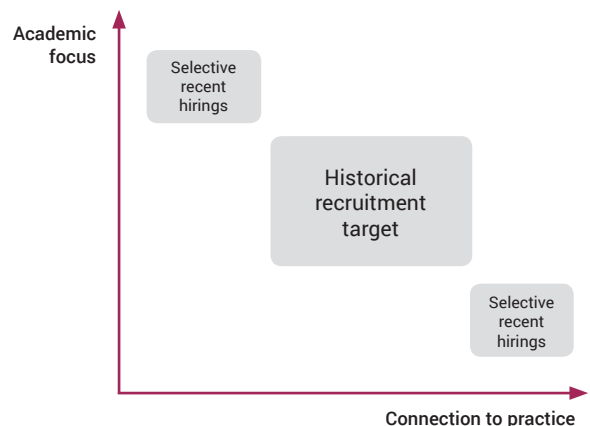 Academic
focus
Selective
recent
hirings
Historical
recruitment
target
Selective
recent
hirings
Connection to practice